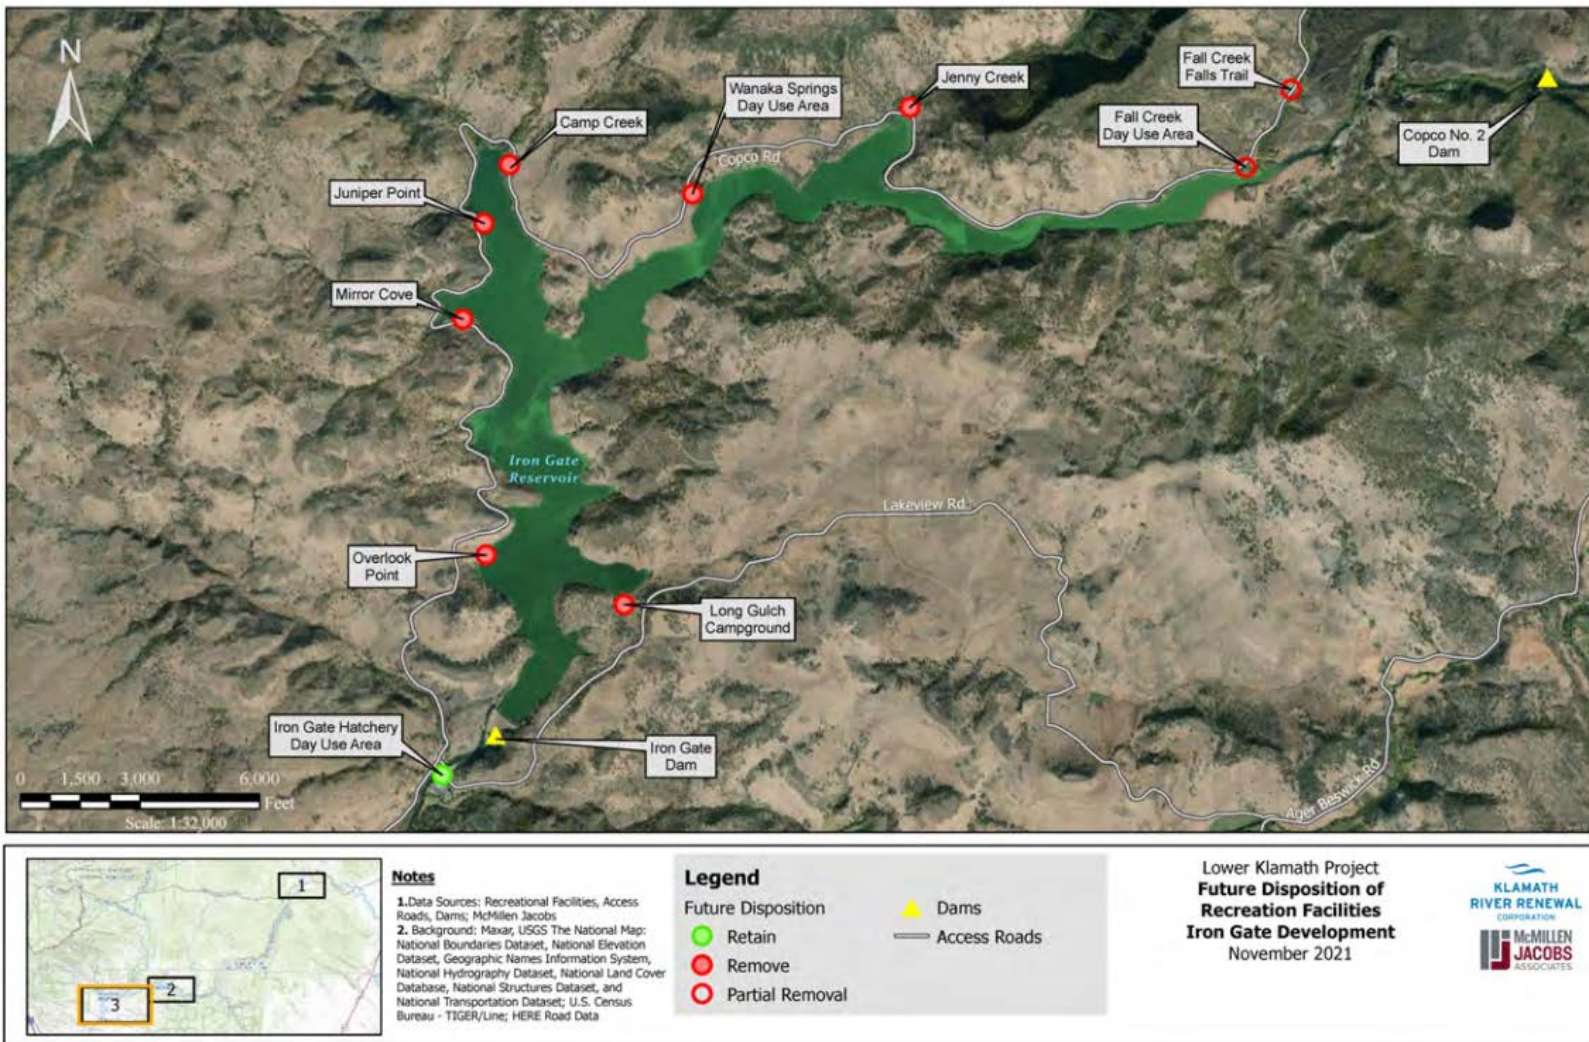 N
Fall Creek
Falls Trail
Jenny Creek
Wanaka Springs
Day Use Area
Camp Creek
Fall Creek
Day Use Area
Copco No. 2
Dam
Copco Rd
Juniper Point
Mirror Cove
Iron Gate
Reservoir
Lakeview Rd
Overlook
Point
Long Gulch
Campground
Iron Gate Hatchery
Day Use Area
Iron Gate
Dam
Ager Beswick Rd
0 1,500 3,000 6,000
Feet
Scale: 1:32,000
1
2
3
Notes
1.Data Sources: Recreational Facilities, Access
Roads, Dams; McMillen Jacobs
2. Background: Maxar, USGS The National Map:
National Boundaries Dataset, National Elevation
Dataset, Geographic Names Information System,
National Hydrography Dataset, National Land Cover
Database, National Structures Dataset, and
National Transportation Dataset; U.S. Census
Bureau - TIGER/Line; HERE Road Data
Legend
Future Disposition
Retain
Remove
Partial Removal
Dams
Access Roads
Lower Klamath Project
Future Disposition of
Recreation Facilities
Iron Gate Development
November 2021
KLAMATH
RIVER RENEWAL
CORPORATION
McMILLEN
JACOBS
ASSOCIATES